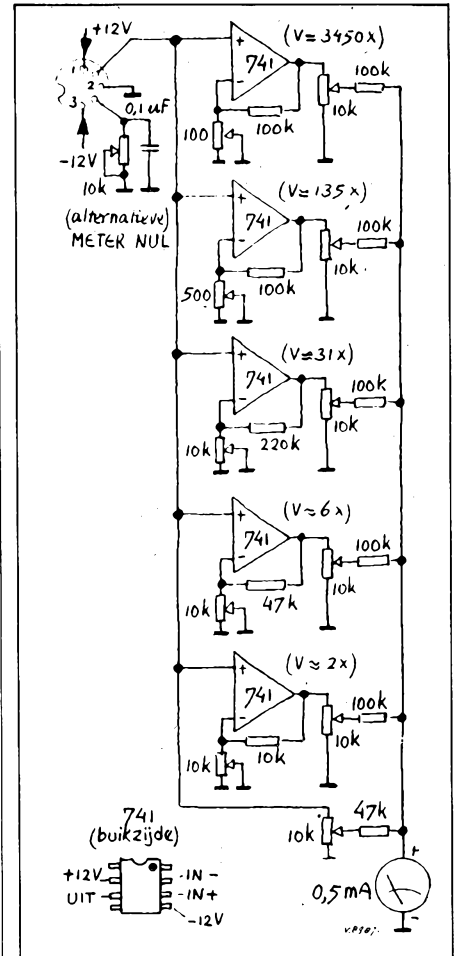 +12V
1
2
3
0,1 uF
-12V
10k
(alternatieve)
METER NUL
(V=3450x)
+
741
-
100k
100
10k
100k
(V≈135x)
+
741
-
100k
500
10k
100k
(V≈31x)
+
741
-
220k
10k
10k
100k
(V≈6x)
+
741
-
47k
10k
10k
100k
(V≈2x)
+
741
-
10k
10k
10k
100k
10k
47k
+
0,5mA
-
741
(buikzijde)
+12V
-IN -
UIT
-IN+
-12V